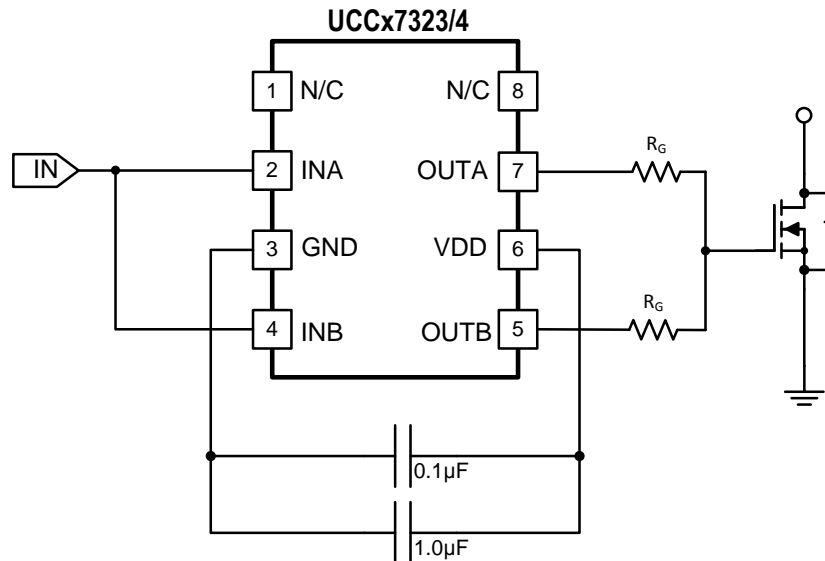 UCCx7323/4
1 N/C N/C 8
IN 2 INA OUTA 7 RG
3 GND VDD 6
4 INB OUTB 5 RG
0.1µF
1.0µF